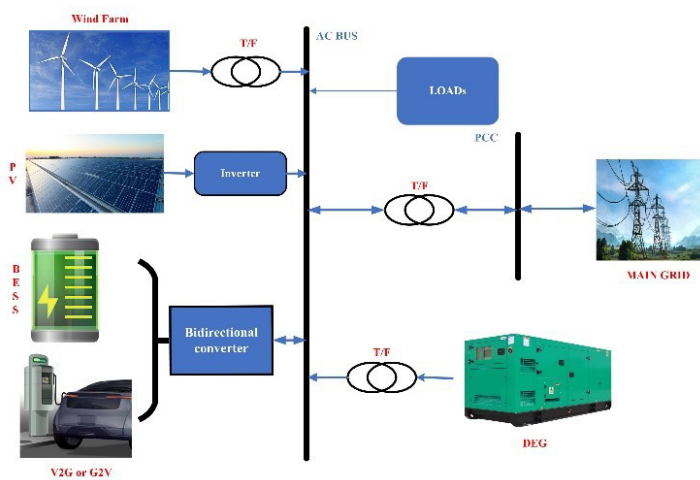 Wind Farm
T/F
AC BUS
LOADs
PV
Inverter
PCC
T/F
MAIN GRID
BESS
Bidirectional
converter
T/F
DEG
V2G or G2V